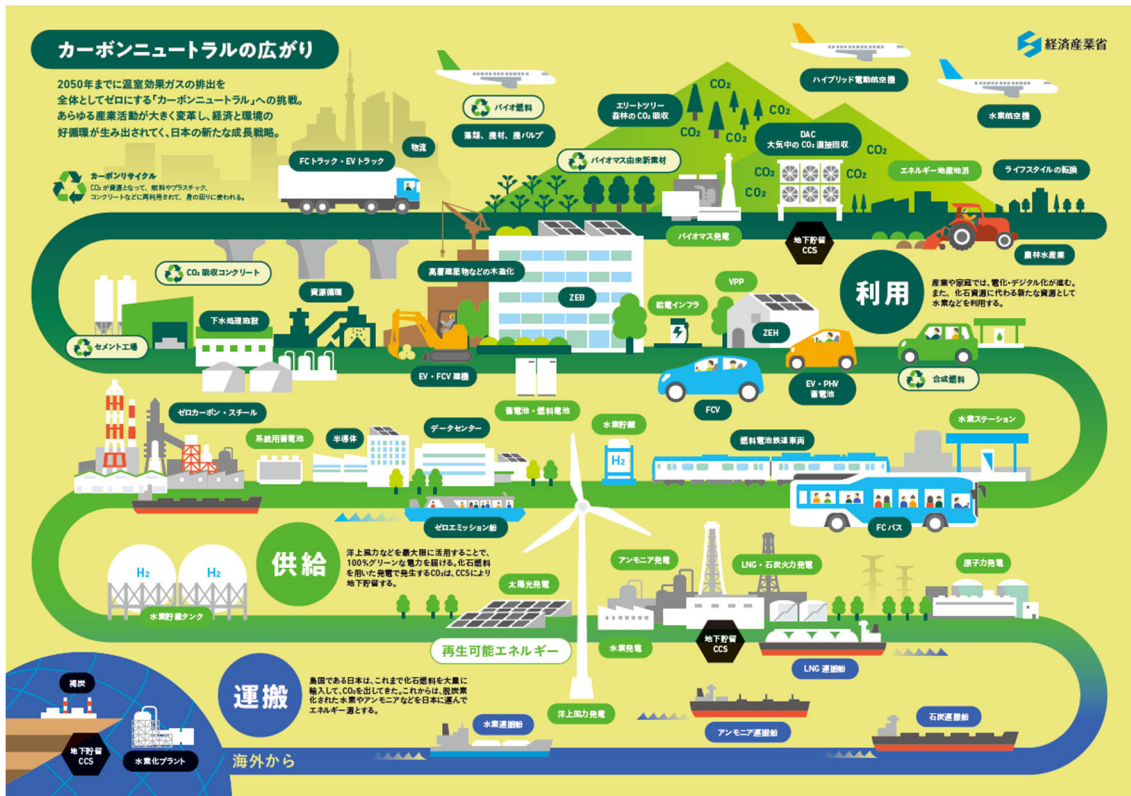 カーボンニュートラルの広がり
経済産業省
2050年までに温室効果ガスの排出を
全体としてゼロにする「カーボンニュートラル」への挑戦。
あらゆる産業活動が大きく変革し、経済と環境の
好循環が生み出されてく、日本の新たな成長戦略。
カーボンリサイクル
CO₂が資源となって、燃料やプラスチック、
コンクリートなどに再利用されて、身の回りに使われる。
FCトラック・EVトラック
物流
バイオ燃料
藻類、廃材、廃パルプ
ハイブリッド電動航空機
水素航空機
エリートツリー
森林のCO₂吸収
CO₂
CO₂
CO₂
CO₂
DAC
大気中のCO₂直接回収
CO₂
CO₂
CO₂
CO₂
CO₂
バイオマス由来新素材
バイオマス発電
地下貯留
CCS
エネルギー地産地消
ライフスタイルの転換
農林水産業
利用
産業や家庭では、電化・デジタル化が進む。
また、化石資源に代わる新たな資源として
水素などを利用する。
CO₂吸収コンクリート
資源循環
高層建築物などの木造化
ZEB
給電インフラ
VPP
ZEH
セメント工場
下水処理施設
EV・FCV建機
蓄電池・燃料電池
FCV
EV・PHV
蓄電池
合成燃料
ゼロカーボン・スチール
系統用蓄電池
半導体
データセンター
水素貯蔵
H₂
燃料電池鉄道車両
水素ステーション
ゼロエミッション船
FCバス
供給
洋上風力などを最大限に活用することで、
100%グリーンな電力を届ける。化石燃料
を用いた発電で発生するCO₂は、CCSにより
地下貯留する。
H₂
H₂
水素貯蔵タンク
太陽光発電
再生可能エネルギー
アンモニア発電
LNG・石炭火力発電
原子力発電
水素発電
地下貯留
CCS
LNG運搬船
洋上風力発電
運搬
島国である日本は、これまで化石燃料を大量に
輸入して、CO₂を出してきた。これからは、脱炭素
化された水素やアンモニアなどを日本に運んで
エネルギー源とする。
褐炭
地下貯留
CCS
水素化プラント
海外から
水素運搬船
アンモニア運搬船
石炭運搬船